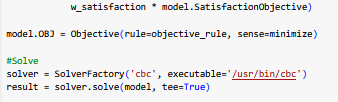 w_satisfaction * model.SatisfactionObjective)
model.OBJ = Objective(rule=objective_rule, sense=minimize)
#Solve
solver = SolverFactory('cbc', executable='/usr/bin/cbc')
result = solver.solve(model, tee=True)